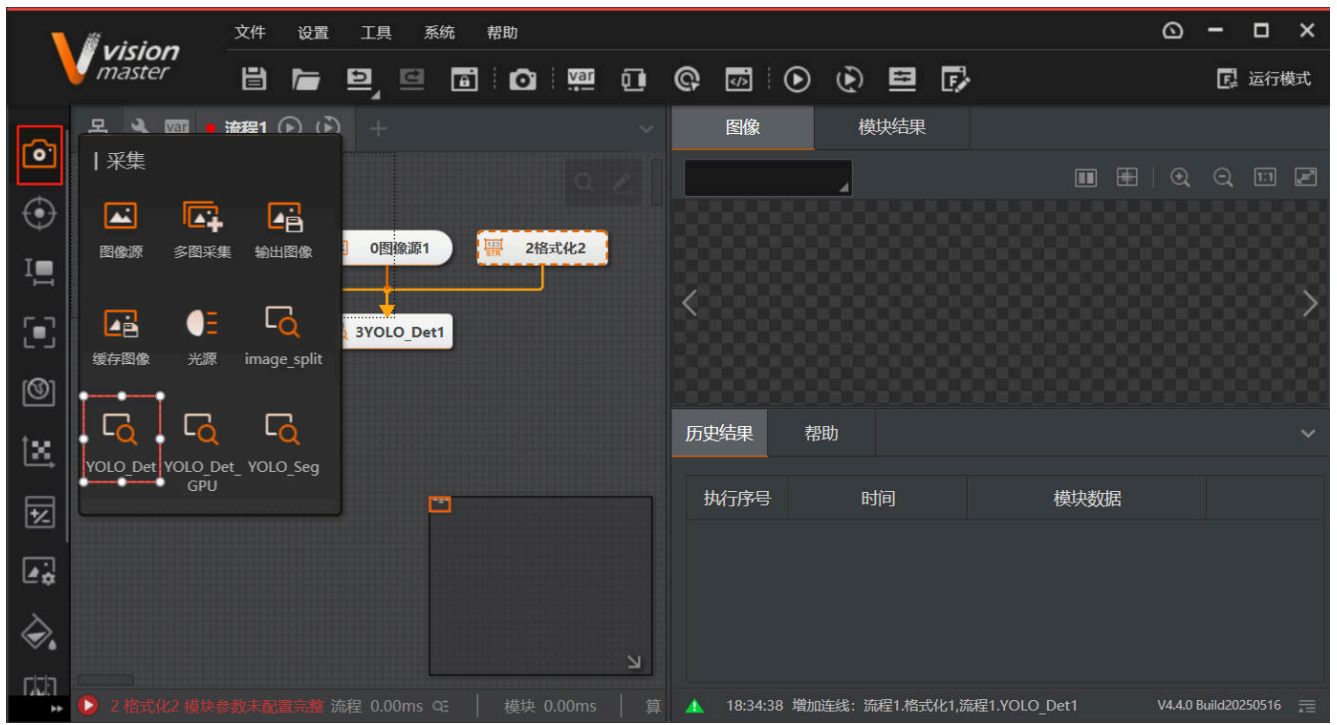 文件 设置 工具 系统 帮助
vision
master
var
运行模式
var 流程1
图像 模块结果
采集
图像源 多图采集 输出图像
1:1
0图像源1
123
STR
2格式化2
缓存图像 光源 image_split
3YOLO_Det1
YOLO_Det YOLO_Det_ YOLO_Seg
GPU
历史结果 帮助
执行序号 时间 模块数据
2 格式化2 模块参数未配置完整 流程 0.00ms 模块 0.00ms 算
18:34:38 增加连线: 流程1.格式化1,流程1.YOLO_Det1 V4.4.0 Build20250516